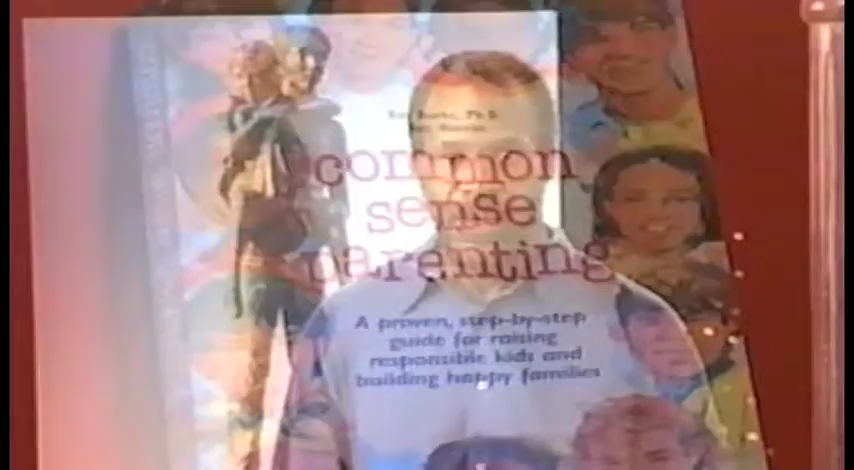 common
sense
parenting
A proven, step-by-step
guide for raising
responsible kids and
building happy families